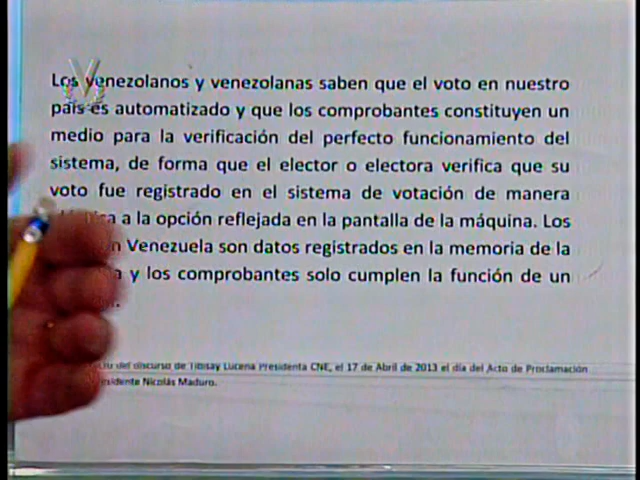 Los venezolanos y venezolanas saben que el voto en nuestro
país es automatizado y que los comprobantes constituyen un
medio para la verificación del perfecto funcionamiento del
sistema, de forma que el elector o electora verifica que su
voto fue registrado en el sistema de votación de manera
a la opción reflejada en la pantalla de la máquina. Los
Venezuela son datos registrados en la memoria de la
y los comprobantes solo cumplen la función de un
del discurso de Tibisay Lucena Presidenta CNE, el 17 de Abril de 2013 el día del Acto de Proclamación
Nicolás Maduro.